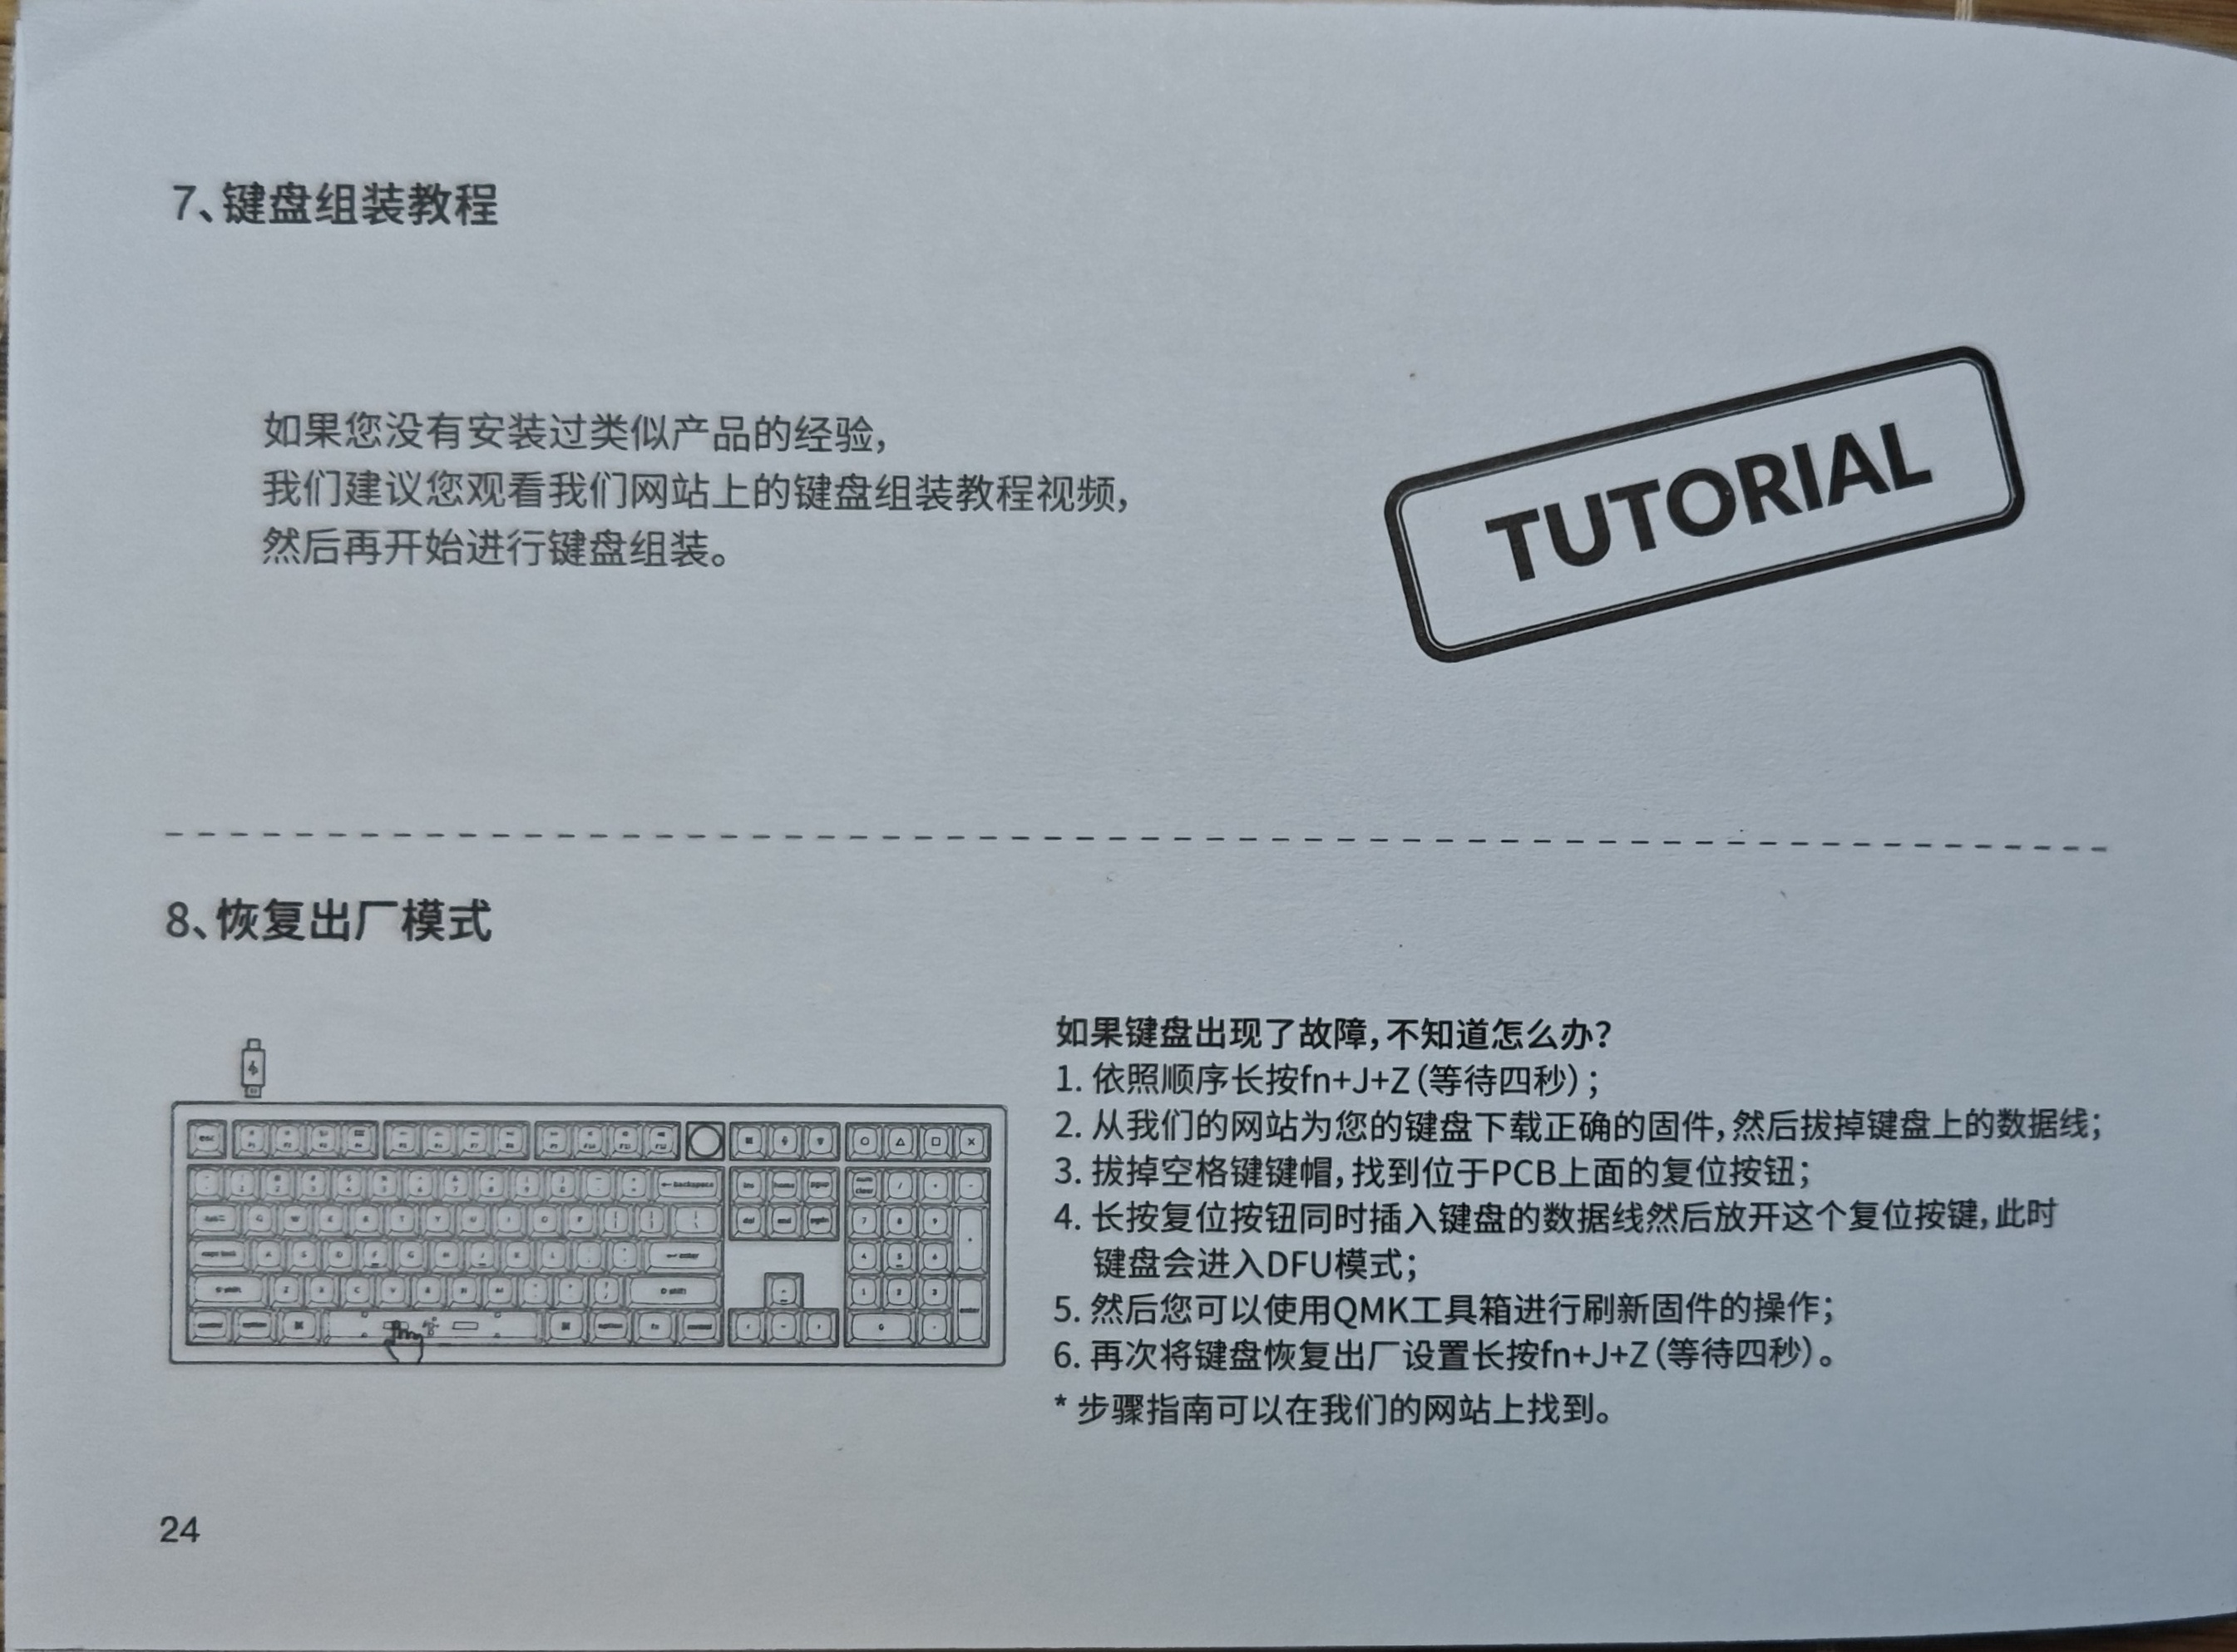 7、键盘组装教程
如果您没有安装过类似产品的经验,
我们建议您观看我们网站上的键盘组装教程视频,
然后再开始进行键盘组装。
TUTORIAL
8、恢复出厂模式
如果键盘出现了故障,不知道怎么办?
1. 依照顺序长按fn+J+Z(等待四秒);
2. 从我们的网站为您的键盘下载正确的固件,然后拔掉键盘上的数据线;
3. 拔掉空格键键帽,找到位于PCB上面的复位按钮;
4. 长按复位按钮同时插入键盘的数据线然后放开这个复位按键,此时
键盘会进入DFU模式;
5. 然后您可以使用QMK工具箱进行刷新固件的操作;
6. 再次将键盘恢复出厂设置长按fn+J+Z(等待四秒)。
* 步骤指南可以在我们的网站上找到。
esc
backspace
home
caps lock
enter
shift
shift
enter
24